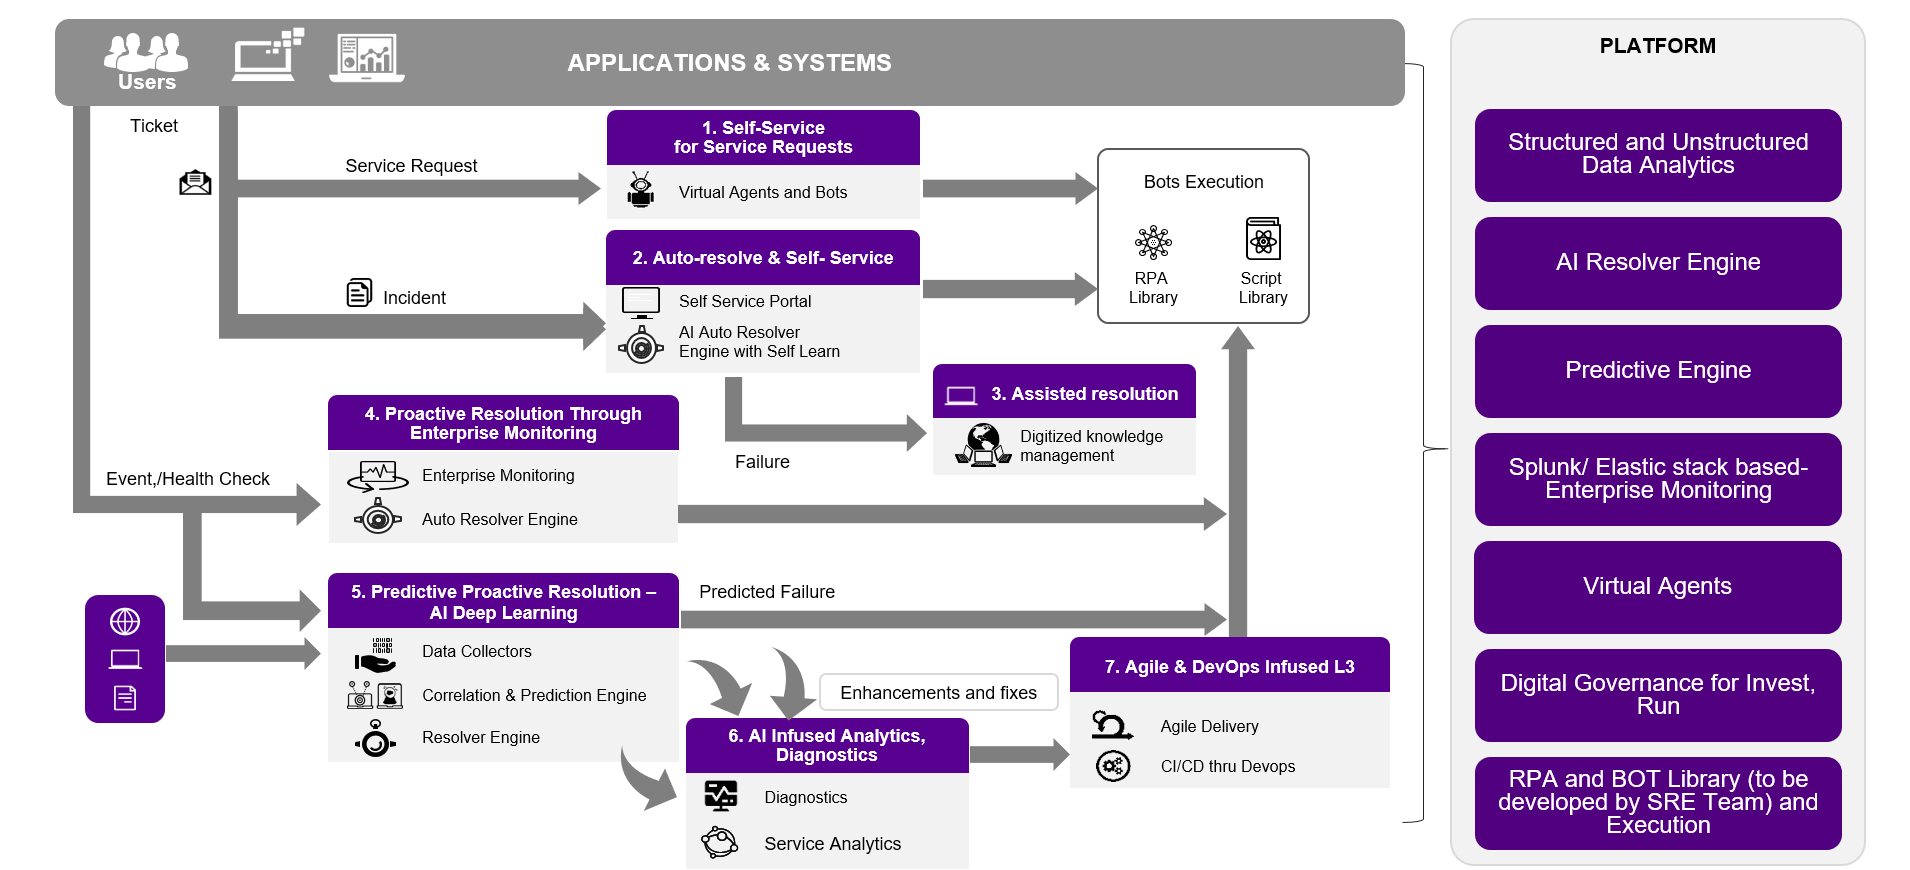 Users
APPLICATIONS & SYSTEMS
Ticket
Service Request
1. Self-Service
for Service Requests
Virtual Agents and Bots
Incident
2. Auto-resolve & Self- Service
Self Service Portal
AI Auto Resolver
Engine with Self Learn
Bots Execution
RPA
Library
Script
Library
Failure
3. Assisted resolution
Digitized knowledge
management
Event,/Health Check
4. Proactive Resolution Through
Enterprise Monitoring
Enterprise Monitoring
Auto Resolver Engine
5. Predictive Proactive Resolution –
AI Deep Learning
Data Collectors
Correlation & Prediction Engine
Resolver Engine
Predicted Failure
Enhancements and fixes
6. AI Infused Analytics,
Diagnostics
Diagnostics
Service Analytics
7. Agile & DevOps Infused L3
Agile Delivery
CI/CD thru Devops
PLATFORM
Structured and Unstructured
Data Analytics
AI Resolver Engine
Predictive Engine
Splunk/ Elastic stack based-
Enterprise Monitoring
Virtual Agents
Digital Governance for Invest,
Run
RPA and BOT Library (to be
developed by SRE Team) and
Execution